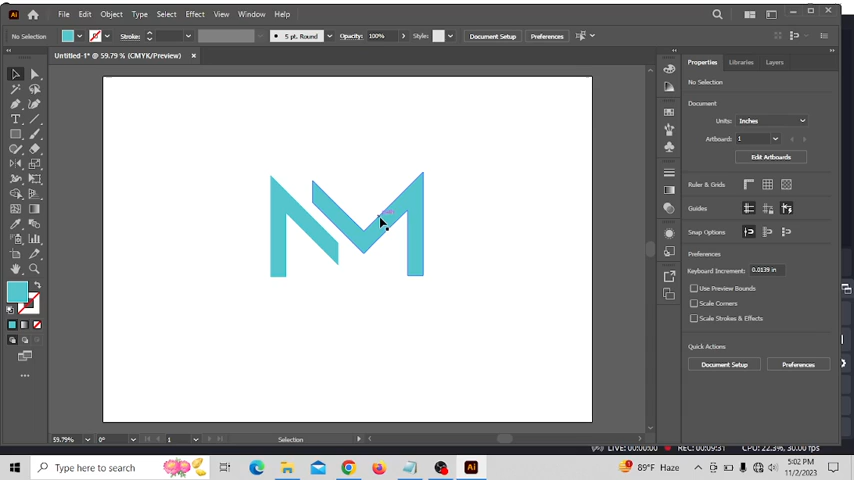 File Edit Object Type Select Effect View Window Help
No Selection Stroke: 5 pt. Round Opacity: 100% Style: Document Setup Preferences
Untitled-1* @ 59.79 % (CMYK/Preview)
Properties Libraries Layers
No Selection
Document
Units: Inches
Artboard: 1
Edit Artboards
Ruler & Grids
Guides
Snap Options
Preferences
Keyboard Increment: 0.0139 in
Use Preview Bounds
Scale Corners
Scale Strokes & Effects
Quick Actions
Document Setup Preferences
59.79% 0° 1 Selection
LIVE: 00:00:00 REC: 00:09:31 CPU: 22.3%, 30.00 fps
Type here to search
89°F Haze
5:02 PM
11/2/2023